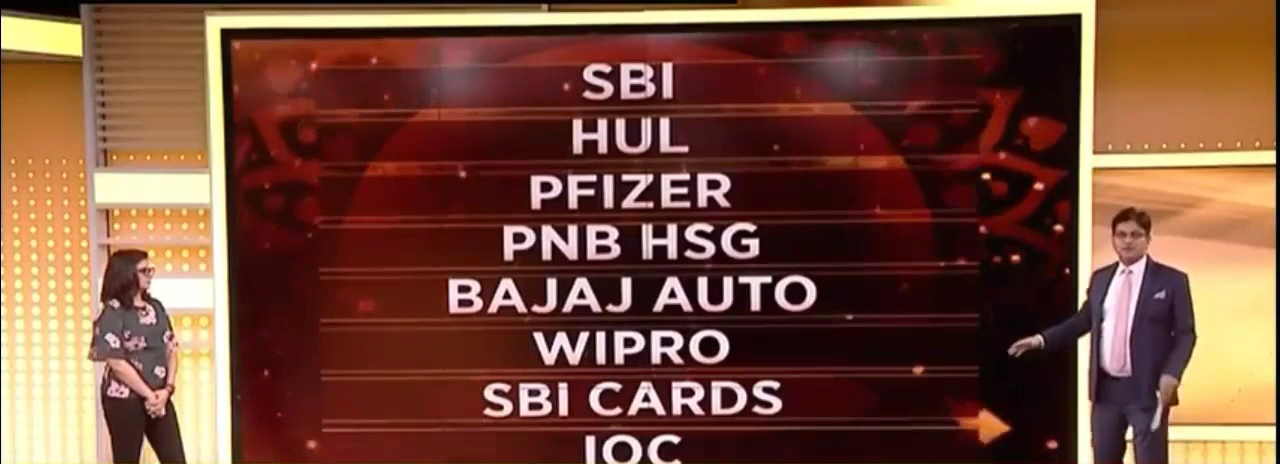 SBI
HUL
PFIZER
PNB HSG
BAJAJ AUTO
WIPRO
SBI CARDS
IOC